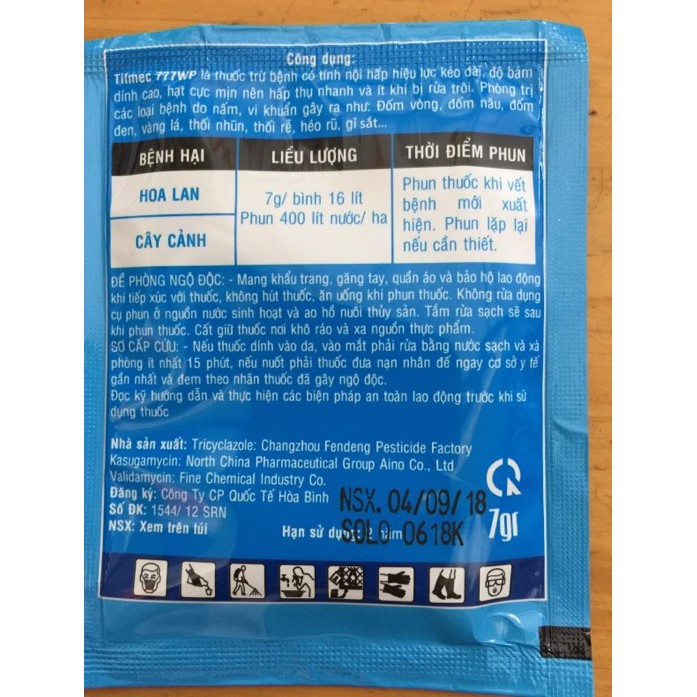 Công dụng:
Tifmec 777WP là thuốc trừ bệnh có tính nội hấp hiệu lực kéo dài, độ bám
dính cao, hạt cực mịn nên hấp thu nhanh và ít khi bị rửa trôi. Phòng trị
các loại bệnh do nấm, vi khuẩn gây ra như: Đốm vòng, đốm nâu, đốm
đen, vàng lá, thối nhũn, thối rễ, héo rũ, gỉ sắt...
BỆNH HẠI LIỀU LƯỢNG THỜI ĐIỂM PHUN
HOA LAN
CÂY CẢNH
7g/ bình 16 lít
Phun 400 lít nước/ ha
Phun thuốc khi vết
bệnh mới xuất
hiện. Phun lặp lại
nếu cần thiết.
ĐỀ PHÒNG NGỘ ĐỘC: - Mang khẩu trang, găng tay, quần áo và bảo hộ lao động
khi tiếp xúc với thuốc, không hút thuốc, ăn uống khi phun thuốc. Không rửa dụng
cụ phun ở nguồn nước sinh hoạt và ao hồ nuôi thủy sản. Tắm rửa sạch sẽ sau
khi phun thuốc. Cất giữ thuốc nơi khô ráo và xa nguồn thực phẩm.
SƠ CẤP CỨU: - Nếu thuốc dính vào da, vào mắt phải rửa bằng nước sạch và xà
phòng ít nhất 15 phút, nếu nuốt phải thuốc đưa nạn nhân đế ngay cơ sở y tế
gần nhất và đem theo nhãn thuốc đã gây ngộ độc.
Đọc kỹ hướng dẫn và thực hiện các biện pháp an toàn lao động trước khi sử
dụng thuốc
Nhà sản xuất: Tricyclazole: Changzhou Fendeng Pesticide Factory
Kasugamycin: North China Pharmaceutical Group Aino Co., Ltd
Validamycin: Fine Chemical Industry Co.
Đăng ký: Công Ty CP Quốc Tế Hòa Bình
Số ĐK: 1544/ 12 SRN
NSX: Xem trên túi
Hạn sử dụng: 2 năm
NSX. 04/09/18
SOLO 0618K
7gr